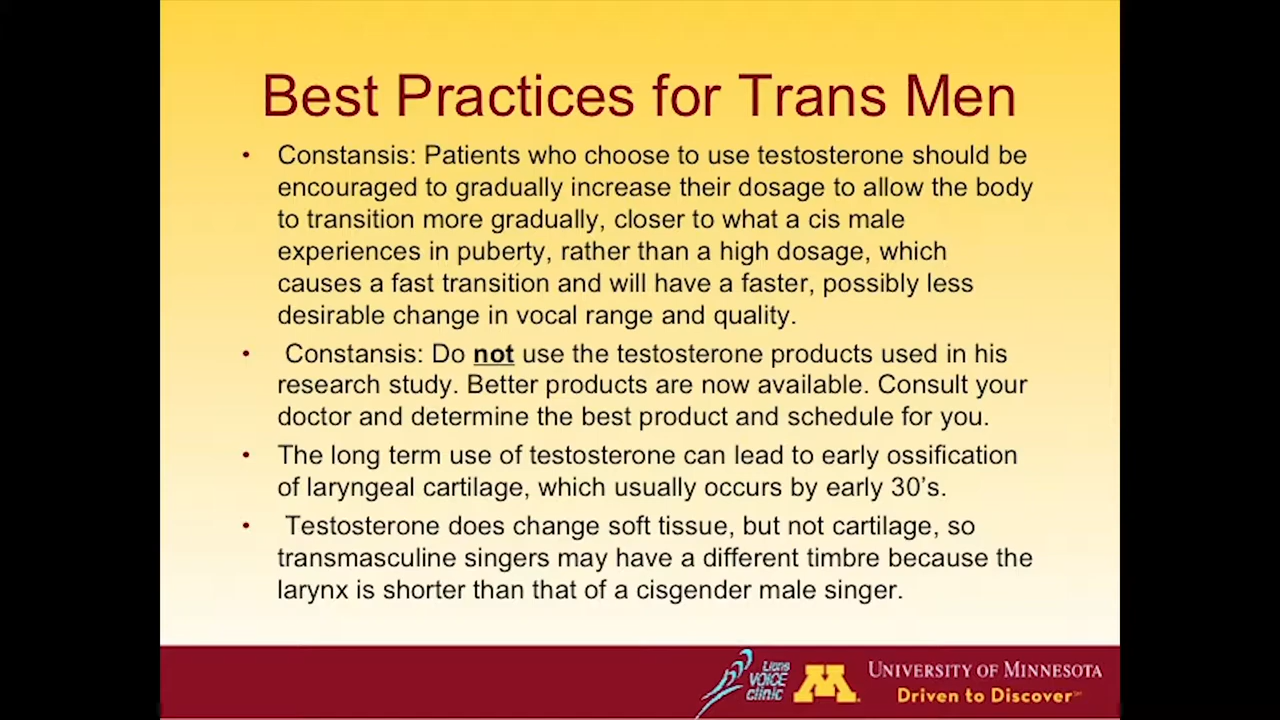 Best Practices for Trans Men
• Constansis: Patients who choose to use testosterone should be
encouraged to gradually increase their dosage to allow the body
to transition more gradually, closer to what a cis male
experiences in puberty, rather than a high dosage, which
causes a fast transition and will have a faster, possibly less
desirable change in vocal range and quality.
• Constansis: Do not use the testosterone products used in his
research study. Better products are now available. Consult your
doctor and determine the best product and schedule for you.
• The long term use of testosterone can lead to early ossification
of laryngeal cartilage, which usually occurs by early 30's.
• Testosterone does change soft tissue, but not cartilage, so
transmasculine singers may have a different timbre because the
larynx is shorter than that of a cisgender male singer.
Lions
VOICE
clinic
M
UNIVERSITY OF MINNESOTA
Driven to Discover℠